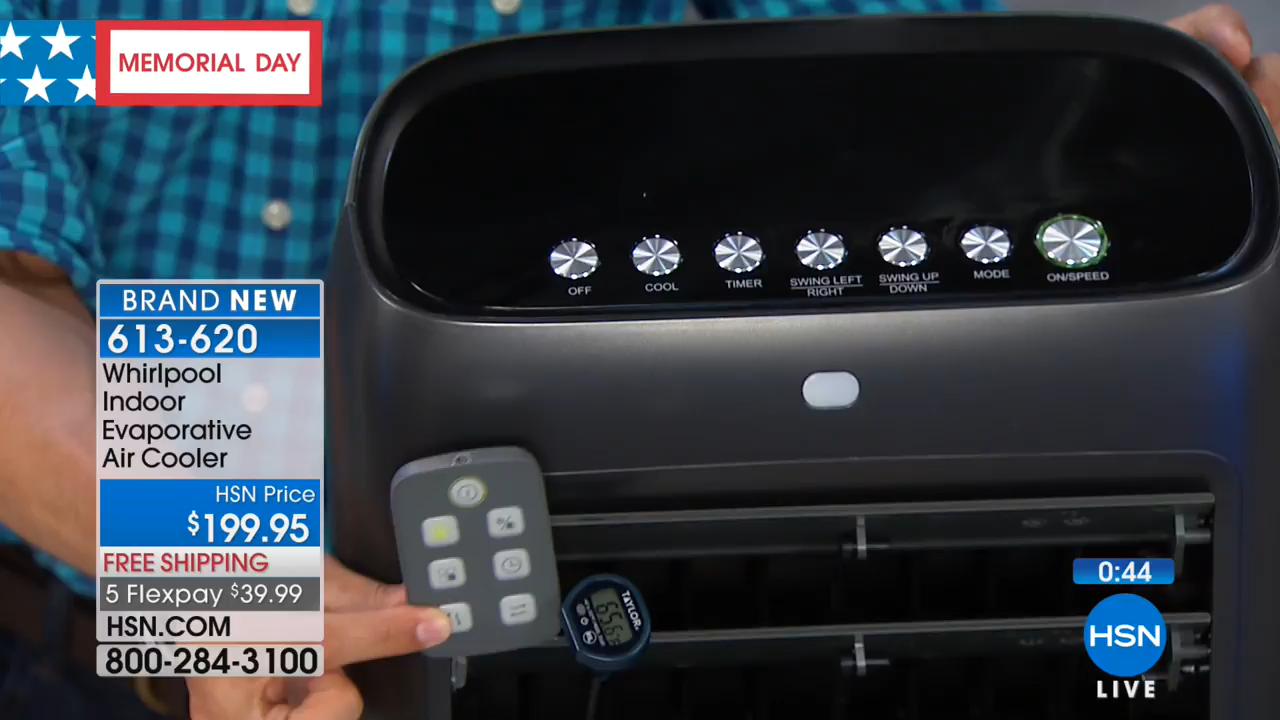 MEMORIAL DAY
BRAND NEW
613-620
Whirlpool
Indoor
Evaporative
Air Cooler
HSN Price
$199.95
FREE SHIPPING
5 Flexpay $39.99
HSN.COM
800-284-3100
OFF
COOL
TIMER
SWING LEFT
RIGHT
SWING UP
DOWN
MODE
ON/SPEED
TAYLOR
65.6
0:44
HSN
LIVE